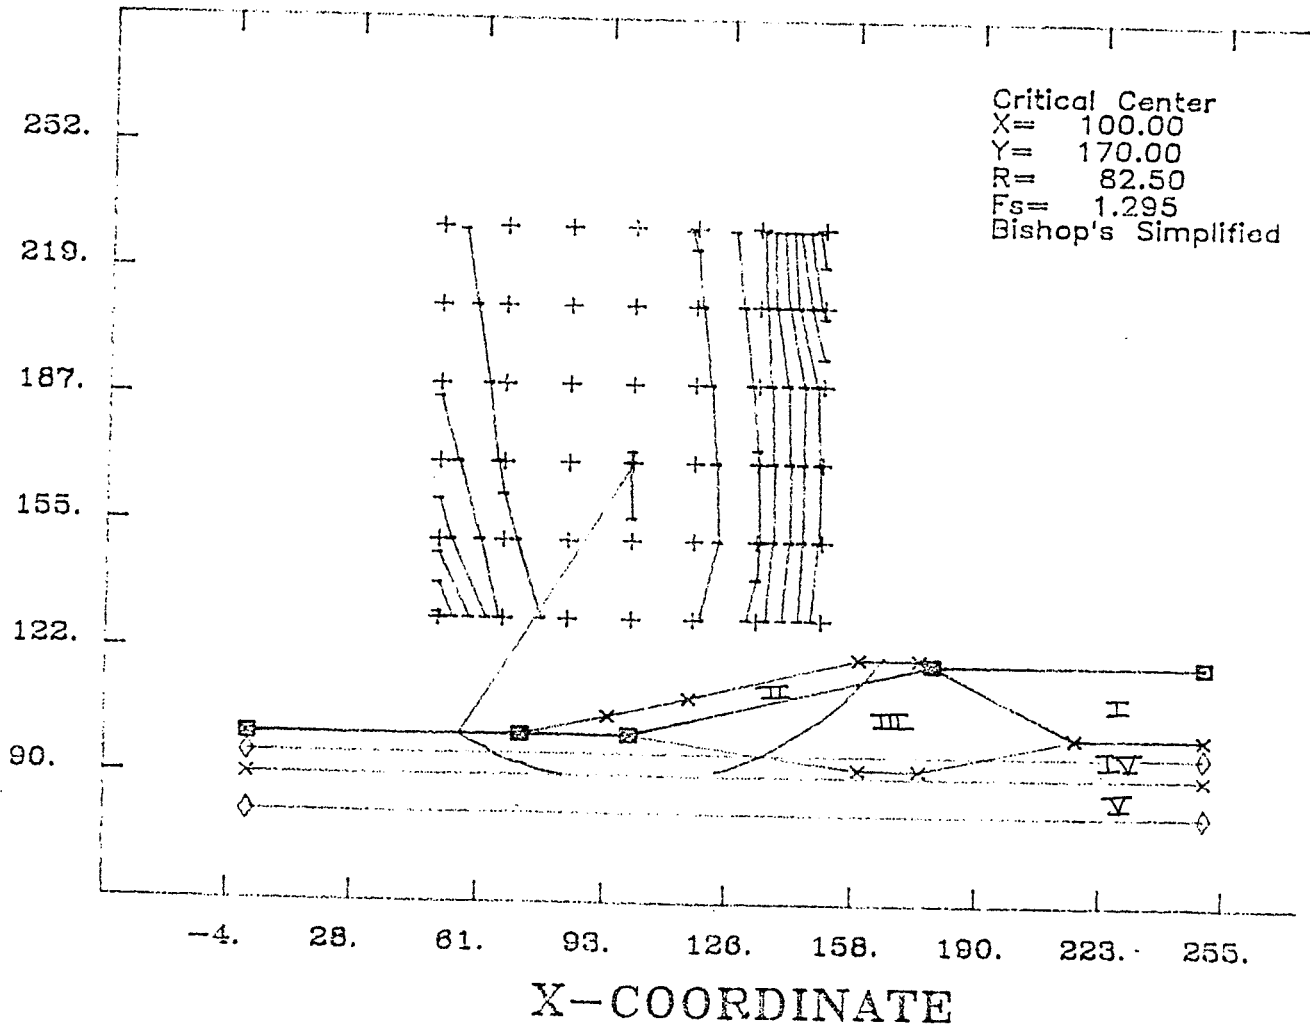 Critical Center
X= 100.00
Y= 170.00
R= 82.50
Fs= 1.295
Bishop's Simplified
252.
219.
187.
155.
122.
90.
II
III
I
IV
V
-4. 28. 61. 93. 126. 158. 190. 223. 255.
X-COORDINATE